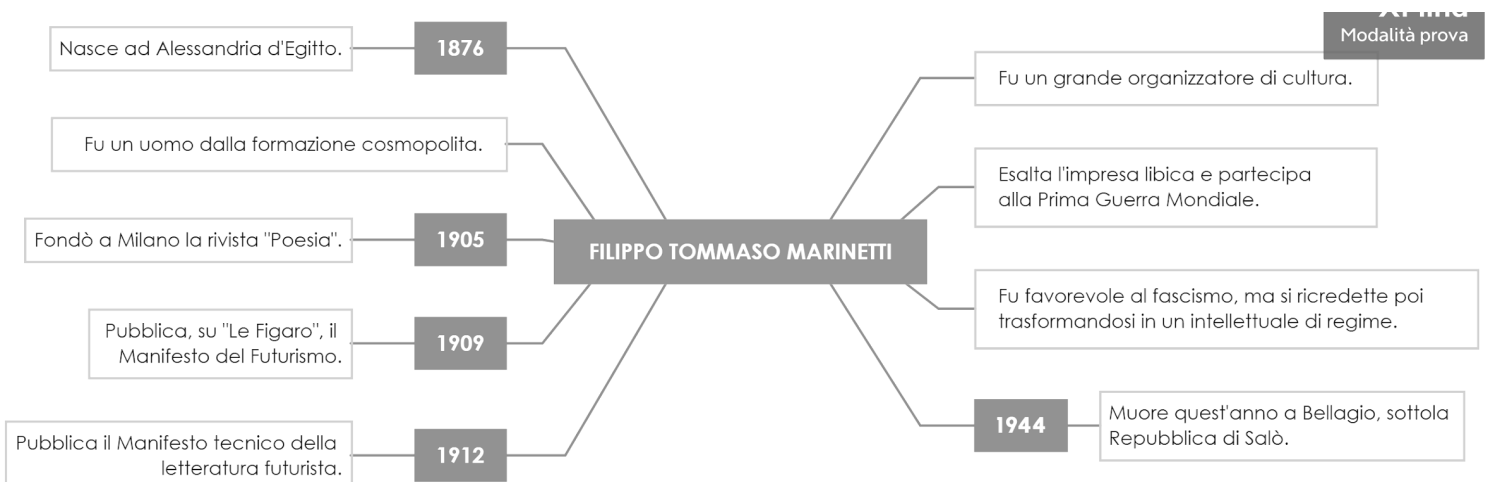 Nasce ad Alessandria d'Egitto.
1876
Fu un uomo dalla formazione cosmopolita.
Fondò a Milano la rivista "Poesia".
1905
Pubblica, su "Le Figaro", il
Manifesto del Futurismo.
1909
Pubblica il Manifesto tecnico della
letteratura futurista.
1912
FILIPPO TOMMASO MARINETTI
Modalità prova
Fu un grande organizzatore di cultura.
Esalta l'impresa libica e partecipa
alla Prima Guerra Mondiale.
Fu favorevole al fascismo, ma si ricredette poi
trasformandosi in un intellettuale di regime.
1944
Muore quest'anno a Bellagio, sottola
Repubblica di Salò.